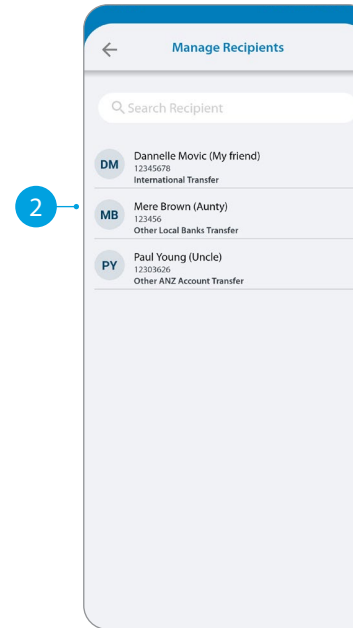 Manage Recipients
Search Recipient
DM
Dannelle Movic (My friend)
12345678
International Transfer
2
MB
Mere Brown (Aunty)
123456
Other Local Banks Transfer
PY
Paul Young (Uncle)
12303626
Other ANZ Account Transfer